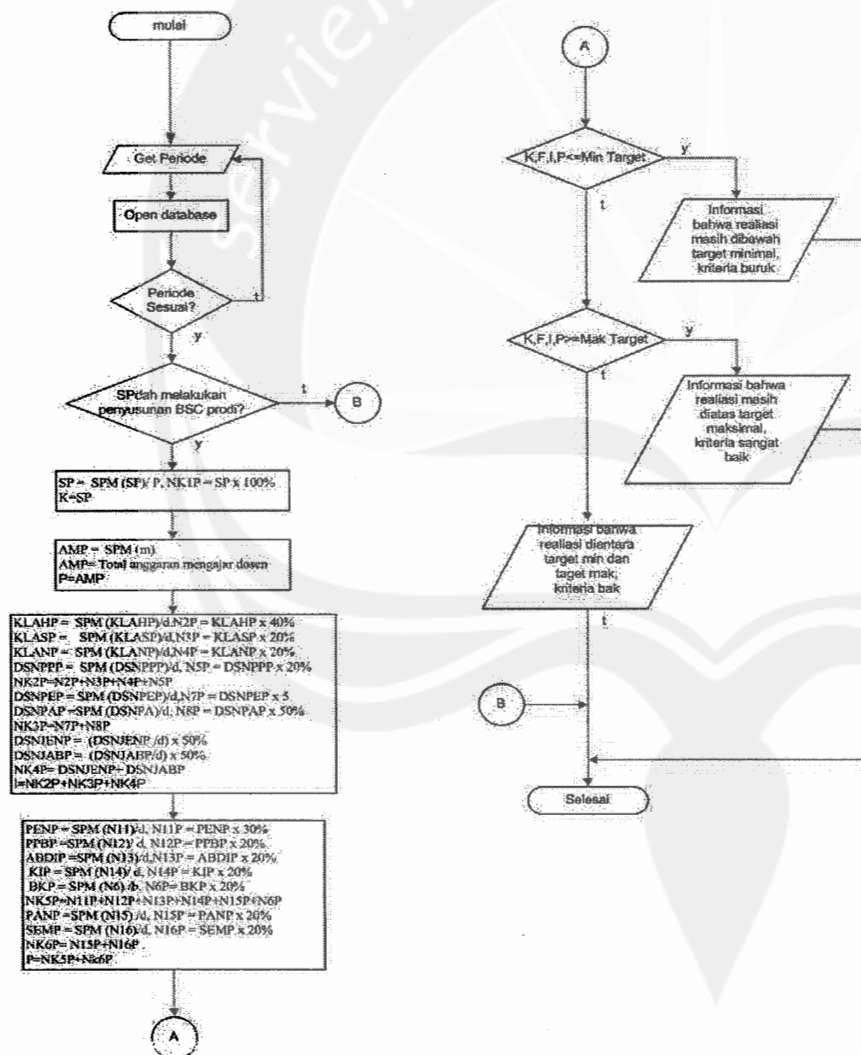 mulai
Get Periode
Open database
Periode
Sesuai?
t
y
SPdah melakukan
penyusunan BSC prodi?
t
B
y
SP = SPM (SP)/ P, NK1P = SP x 100%
K=SP
AMP = SPM (m)
AMP= Total anggaran mengajar dosen
P=AMP
KLAHP = SPM (KLAHP)/d,N2P = KLAHP x 40%
KLASP = SPM (KLASP)/d,N3P = KLASP x 20%
KLANP = SPM (KLANP)/d,N4P = KLANP x 20%
DSNPPP = SPM (DSNPPP)/d, N5P = DSNPPP x 20%
NK2P=N2P+N3P+N4P+N5P
DSNPEP =SPM (DSNPEP)/d,N7P = DSNPEP x 5
DSNPAP =SPM (DSNPA)/d, N8P = DSNPAP x 50%
NK3P=N7P+N8P
DSNJENP = (DSNJENP /d) x 50%
DSNJABP = (DSNJABP/d) x 50%
NK4P= DSNJENP+ DSNJABP
I=NK2P+NK3P+NK4P
PENP = SPM (N11)/d, N11P = PENP x 30%
PPBP =SPM (N12)/ d, N12P = PPBP x 20%
ABDIP =SPM (N13)/d,N13P = ABDIP x 20%
KIP = SPM (N14)/ d, N14P = KIP x 20%
BKP = SPM (N6) /b, N6P= BKP x 20%
NK5P=N11P+N12P+N13P+N14P+N15P+N6P
PANP =SPM (N15) /d, N15P = PANP x 20%
SEMP = SPM (N16)/d, N16P = SEMP x 20%
NK6P= N15P+N16P
P=NK5P+Nk6P
A
A
K,F,I,P<=Min Target
y
t
Informasi
bahwa realiasi
masih dibawah
target minimal,
kriteria buruk
K,F,I,P>=Mak Target
y
t
Informasi bahwa
realiasi masih
diatas target
maksimal,
kriteria sangat
baik
Informasi bahwa
realiasi diantara
target min dan
taget mak,
kriteria baik
t
B
Selesai
servien